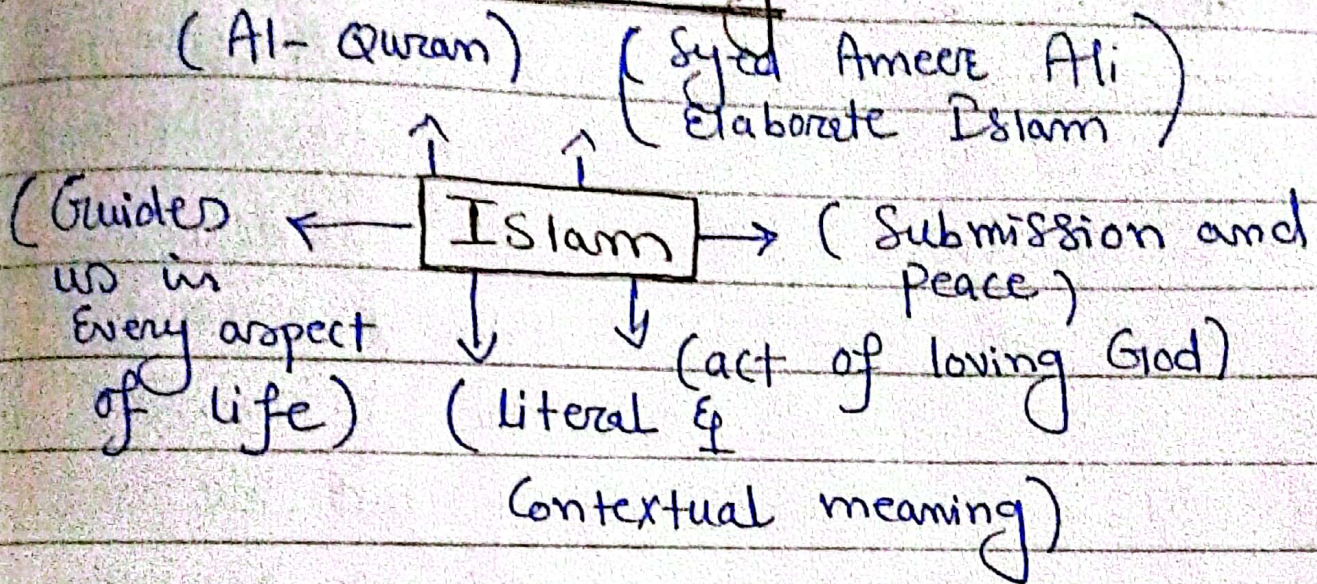 (Al- Quran) (Syed Ameer Ali
Elaborate Islam)
(Guides Islam (Submission and
us in peace)
Every aspect (act of loving God)
of life) (literal &
Contextual meaning)